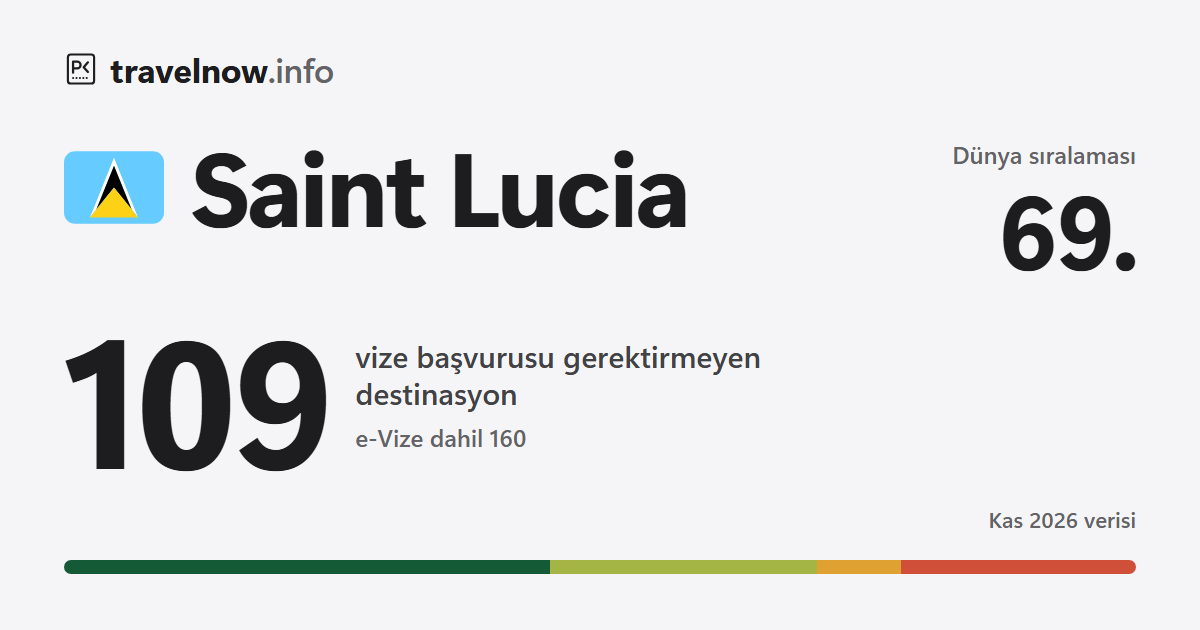 travelnow.info
Saint Lucia
Dünya sıralaması
69.
109
vize başvurusu gerektirmeyen
destinasyon
e-Vize dahil 160
Kas 2026 verisi